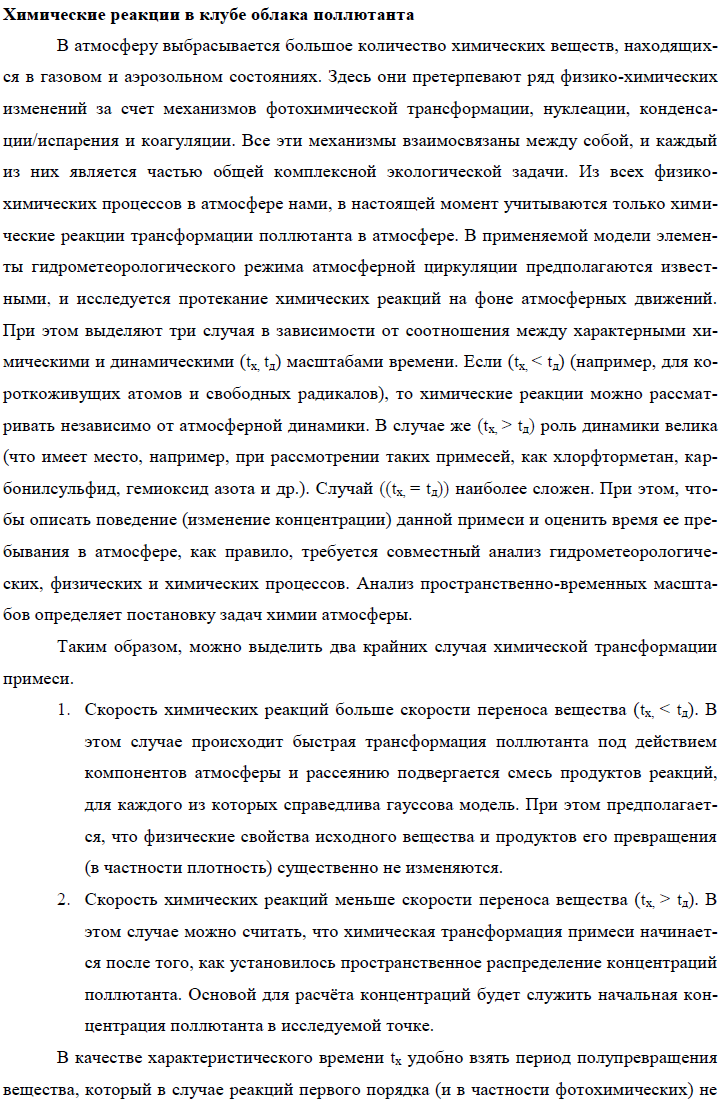 Химические реакции в клубе облака поллютанта
В атмосферу выбрасывается большое количество химических веществ, находящих-
ся в газовом и аэрозольном состояниях. Здесь они претерпевают ряд физико-химических
изменений за счет механизмов фотохимической трансформации, нуклеации, конденса-
ции/испарения и коагуляции. Все эти механизмы взаимосвязаны между собой, и каждый
из них является частью общей комплексной экологической задачи. Из всех физико-
химических процессов в атмосфере нами, в настоящей момент учитываются только хими-
ческие реакции трансформации поллютанта в атмосфере. В применяемой модели элемен-
ты гидрометеорологического режима атмосферной циркуляции предполагаются извест-
ными, и исследуется протекание химических реакций на фоне атмосферных движений.
При этом выделяют три случая в зависимости от соотношения между характерными хи-
мическими и динамическими (tх, tд) масштабами времени. Если (tх, < tд) (например, для ко-
роткоживущих атомов и свободных радикалов), то химические реакции можно рассмат-
ривать независимо от атмосферной динамики. В случае же (tх, > tд) роль динамики велика
(что имеет место, например, при рассмотрении таких примесей, как хлорфторметан, кар-
бонилсульфид, гемиоксид азота и др.). Случай ((tх, = tд)) наиболее сложен. При этом, что-
бы описать поведение (изменение концентрации) данной примеси и оценить время ее пре-
бывания в атмосфере, как правило, требуется совместный анализ гидрометеорологиче-
ских, физических и химических процессов. Анализ пространственно-временных масшта-
бов определяет постановку задач химии атмосферы.
Таким образом, можно выделить два крайних случая химической трансформации
примеси.
1. Скорость химических реакций больше скорости переноса вещества (tх, < tд). В
этом случае происходит быстрая трансформация поллютанта под действием
компонентов атмосферы и рассеянию подвергается смесь продуктов реакций,
для каждого из которых справедлива гауссова модель. При этом предполагает-
ся, что физические свойства исходного вещества и продуктов его превращения
(в частности плотность) существенно не изменяются.
2. Скорость химических реакций меньше скорости переноса вещества (tх, > tд). В
этом случае можно считать, что химическая трансформация примеси начинает-
ся после того, как установилось пространственное распределение концентраций
поллютанта. Основой для расчёта концентраций будет служить начальная кон-
центрация поллютанта в исследуемой точке.
В качестве характеристического времени tх удобно взять период полупревращения
вещества, который в случае реакций первого порядка (и в частности фотохимических) не